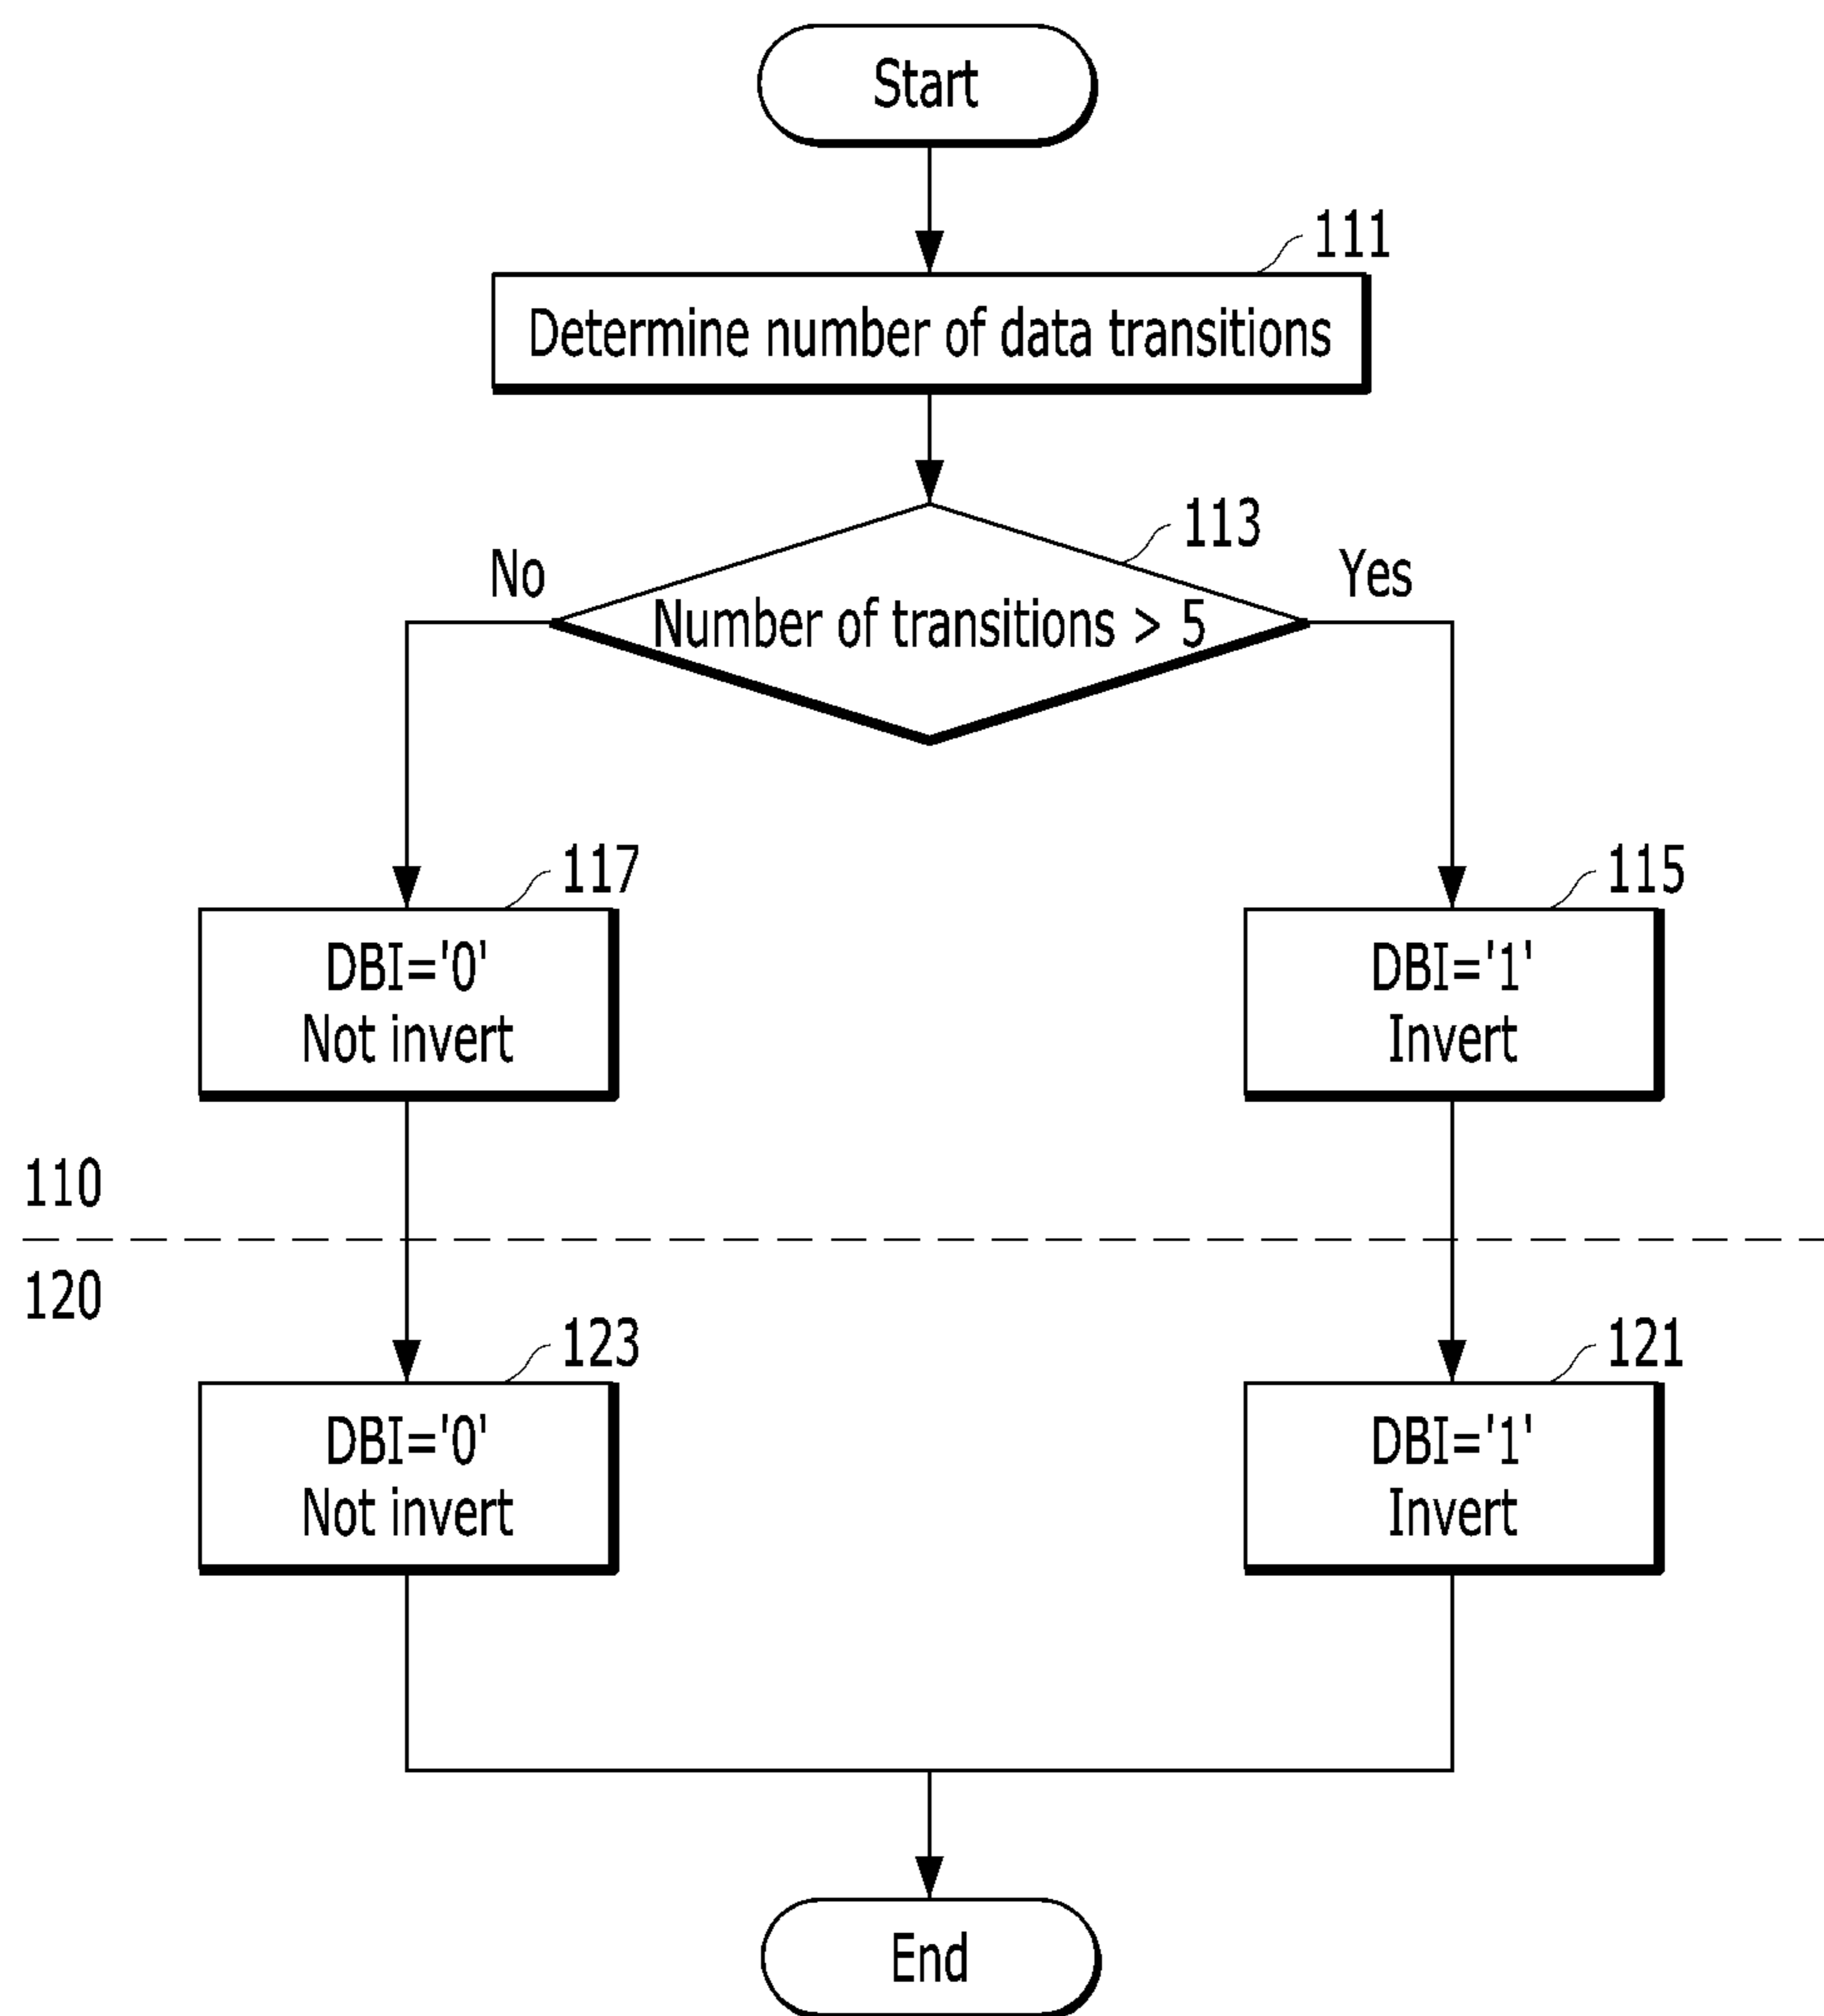 Start
111
Determine number of data transitions
113
No
Yes
Number of transitions > 5
117
115
DBI='0'
Not invert
DBI='1'
Invert
110
120
123
121
DBI='0'
Not invert
DBI='1'
Invert
End